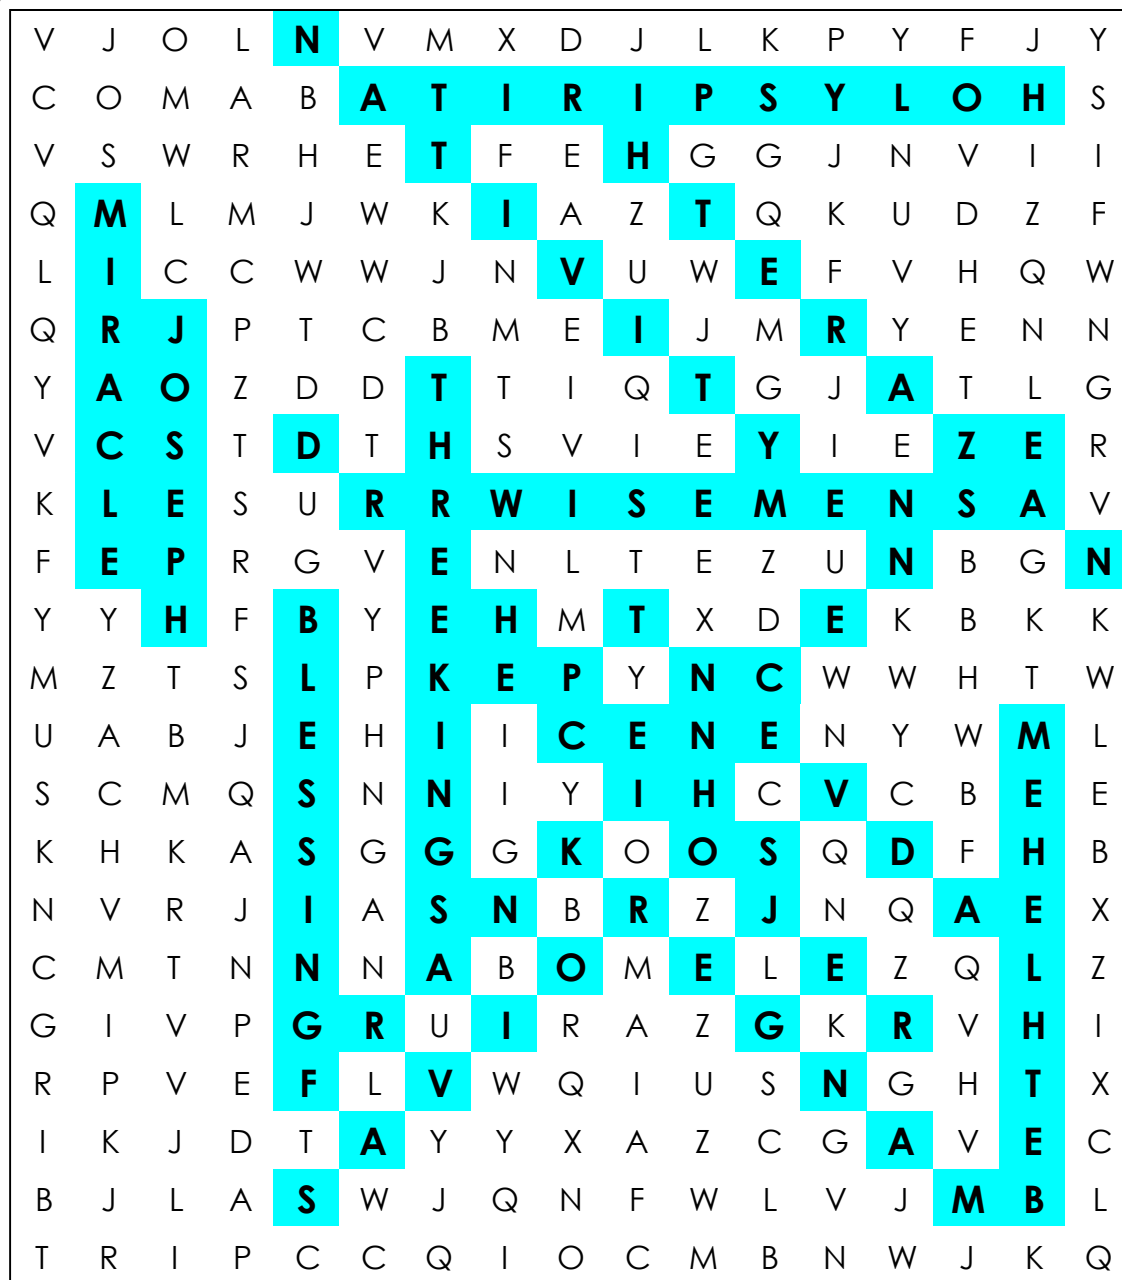 V J O L N V M X D J L K P Y F J Y
C O M A B A T I R I P S Y L O H S
V S W R H E T F E H G G J N V I I
Q M L M J W K I A Z T Q K U D Z F
L I C C W W J N V U W E F V H Q W
Q R J P T C B M E I J M R Y E N N
Y A O Z D D T T I Q T G J A T L G
V C S T D T H S V I E Y I E Z E R
K L E S U R R W I S E M E N S A V
F E P R G V E N L T E Z U N B G N
Y Y H F B Y E H M T X D E K B K K
M Z T S L P K E P Y N C W W H T W
U A B J E H I I C E N E N Y W M L
S C M Q S N N I Y I H C V C B E E
K H K A S G G G K O O S Q D F H B
N V R J I A S N B R Z J N Q A E X
C M T N N N A B O M E L E Z Q L Z
G I V P G R U I R A Z G K R V H I
R P V E F L V W Q I U S N G H T X
I K J D T A Y Y X A Z C G A V E C
B J L A S W J Q N F W L V J M B L
T R I P C C Q I O C M B N W J K Q